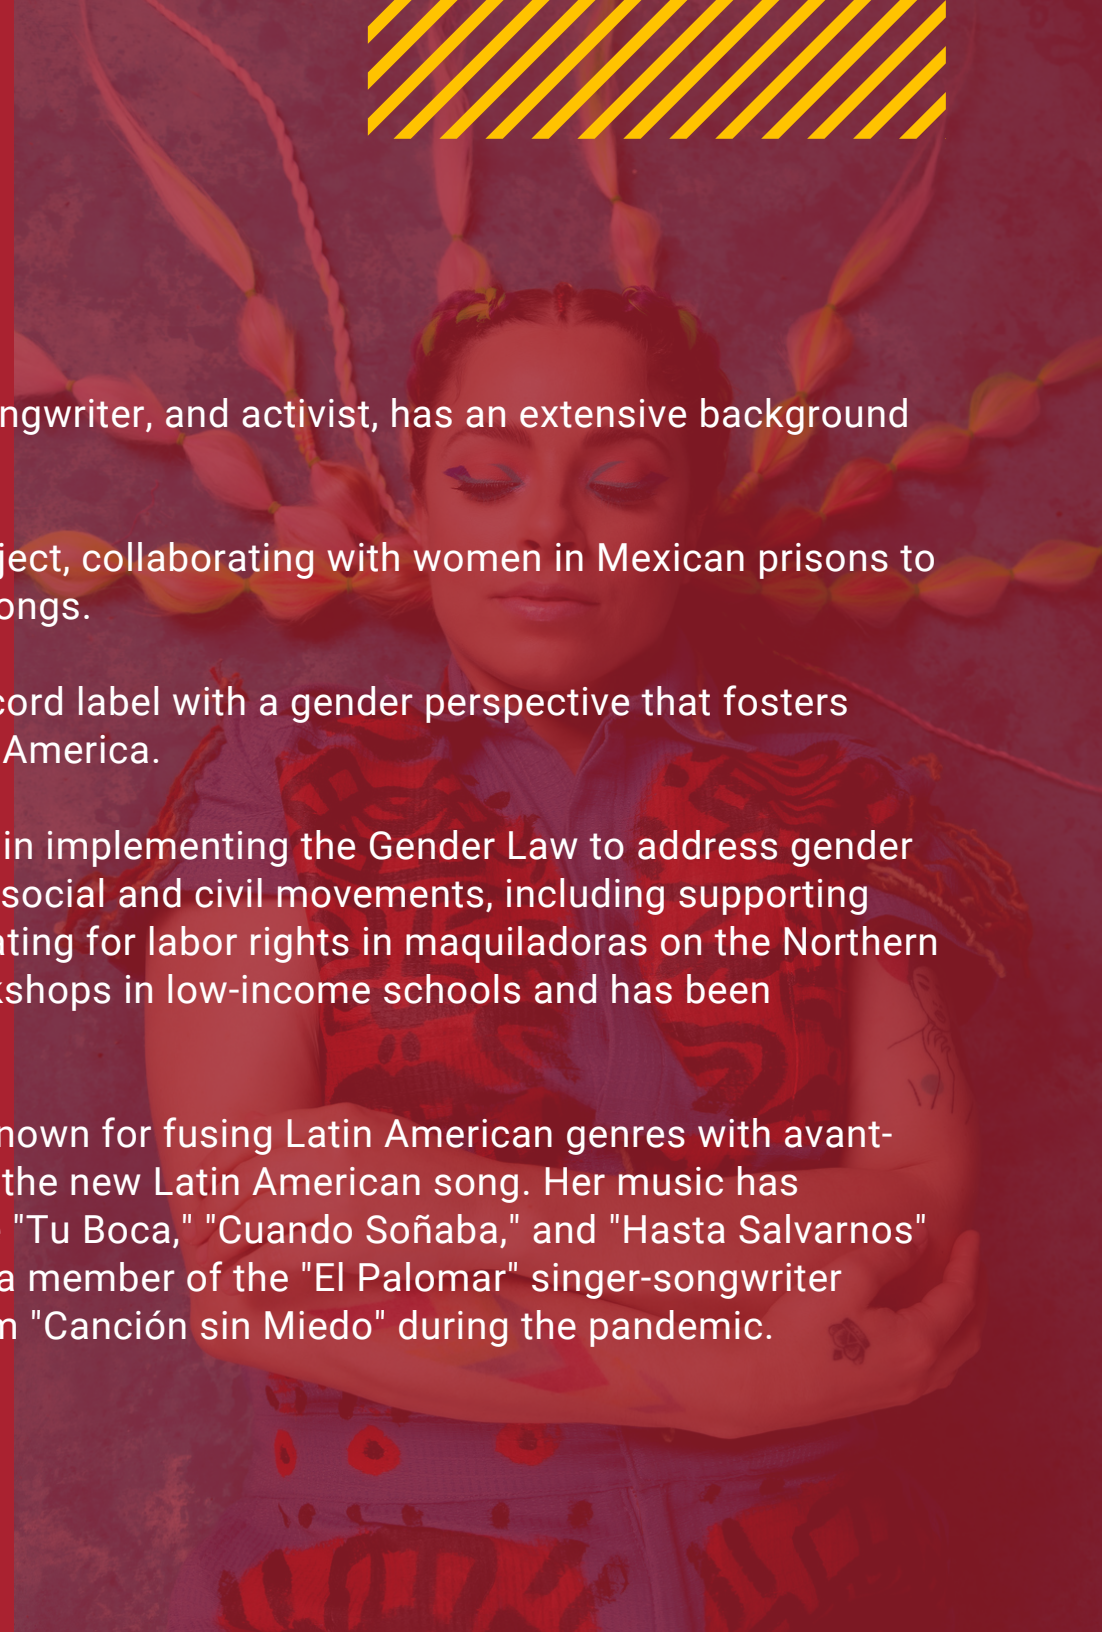 ngwriter, and activist, has an extensive background
ject, collaborating with women in Mexican prisons to
ongs.
cord label with a gender perspective that fosters
America.
in implementing the Gender Law to address gender
social and civil movements, including supporting
ating for labor rights in maquiladoras on the Northern
kshops in low-income schools and has been
nown for fusing Latin American genres with avant-
the new Latin American song. Her music has
"Tu Boca," "Cuando Soñaba," and "Hasta Salvarnos"
a member of the "El Palomar" singer-songwriter
m "Canción sin Miedo" during the pandemic.